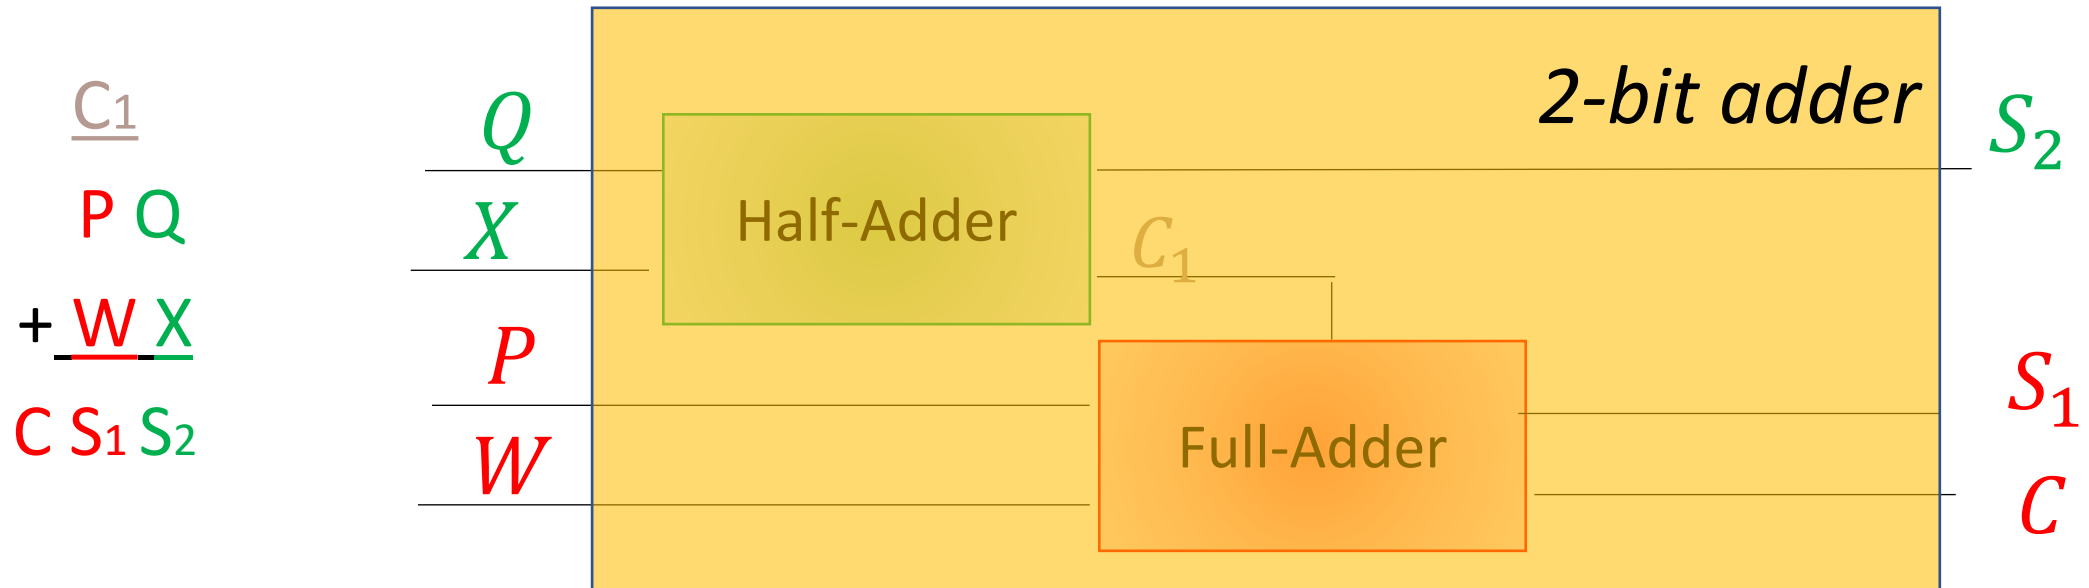 C1
P Q
+ W X
C S1 S2
2-bit adder
Q
X
P
W
Half-Adder
C₁
Full-Adder
S₂
S₁
C